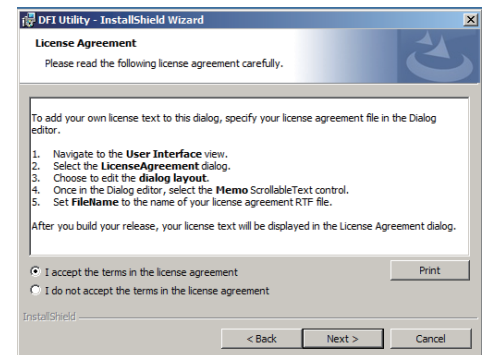 DFI Utility - InstallShield Wizard
License Agreement
Please read the following license agreement carefully.
To add your own license text to this dialog, specify your license agreement file in the Dialog
editor.
1. Navigate to the User Interface view.
2. Select the LicenseAgreement dialog.
3. Choose to edit the dialog layout.
4. Once in the Dialog editor, select the Memo ScrollableText control.
5. Set FileName to the name of your license agreement RTF file.
After you build your release, your license text will be displayed in the License Agreement dialog.
I accept the terms in the license agreement
Print
I do not accept the terms in the license agreement
InstallShield
< Back Next > Cancel